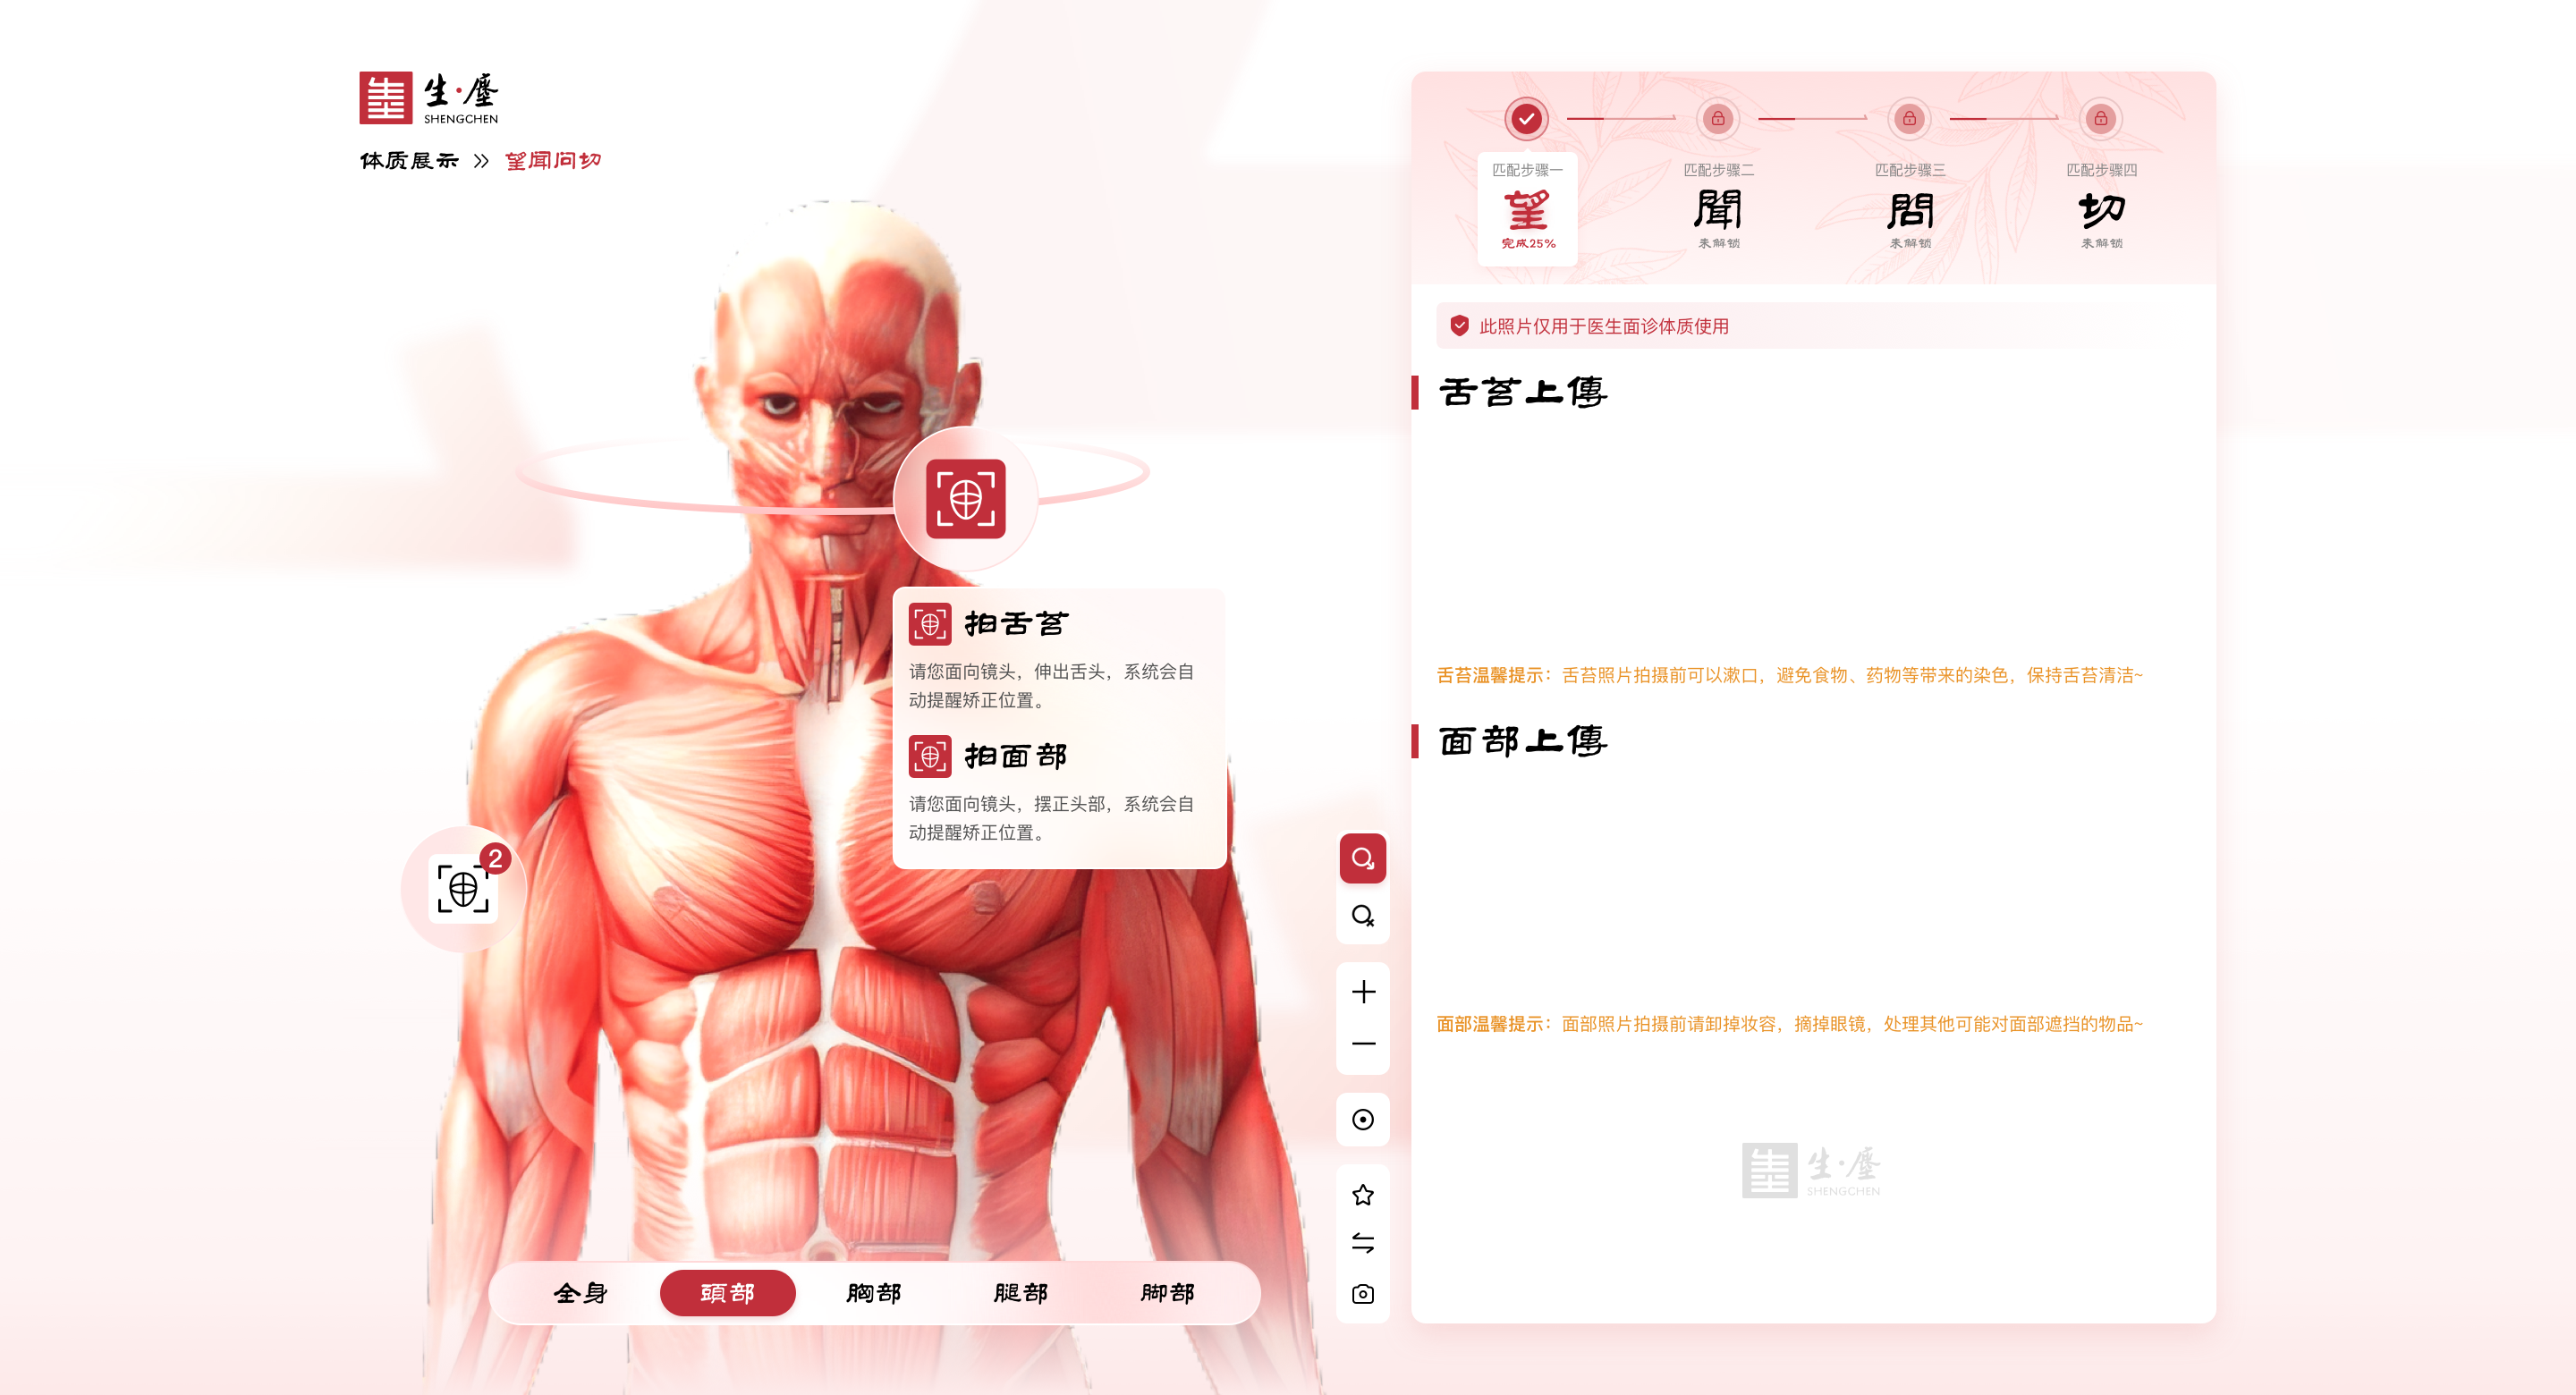 生·塵
SHENGCHEN
体质展示 » 望闻问切
匹配步骤一
望
完成25%
匹配步骤二
聞
未解锁
匹配步骤三
問
未解锁
匹配步骤四
切
未解锁
此照片仅用于医生面诊体质使用
舌苔上傳
舌苔温馨提示：舌苔照片拍摄前可以漱口，避免食物、药物等带来的染色，保持舌苔清洁~
面部上傳
面部温馨提示：面部照片拍摄前请卸掉妆容，摘掉眼镜，处理其他可能对面部遮挡的物品~
生·塵
SHENGCHEN
拍舌苔
请您面向镜头，伸出舌头，系统会自
动提醒矫正位置。
拍面部
请您面向镜头，摆正头部，系统会自
动提醒矫正位置。
2
全身
頭部
胸部
腿部
脚部